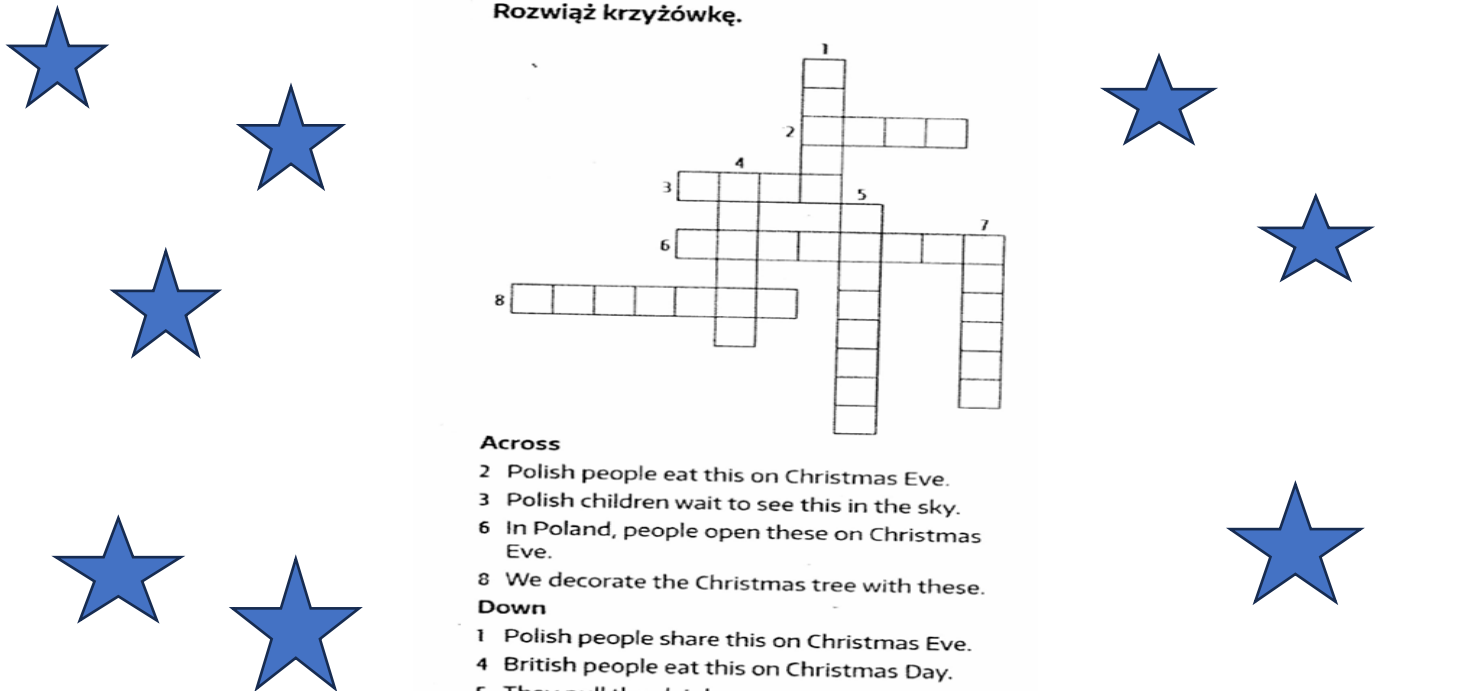 Rozwiąż krzyżówkę.
1
2
4
3
5
7
6
8
Across
2 Polish people eat this on Christmas Eve.
3 Polish children wait to see this in the sky.
6 In Poland, people open these on Christmas
Eve.
8 We decorate the Christmas tree with these.
Down
1 Polish people share this on Christmas Eve.
4 British people eat this on Christmas Day.